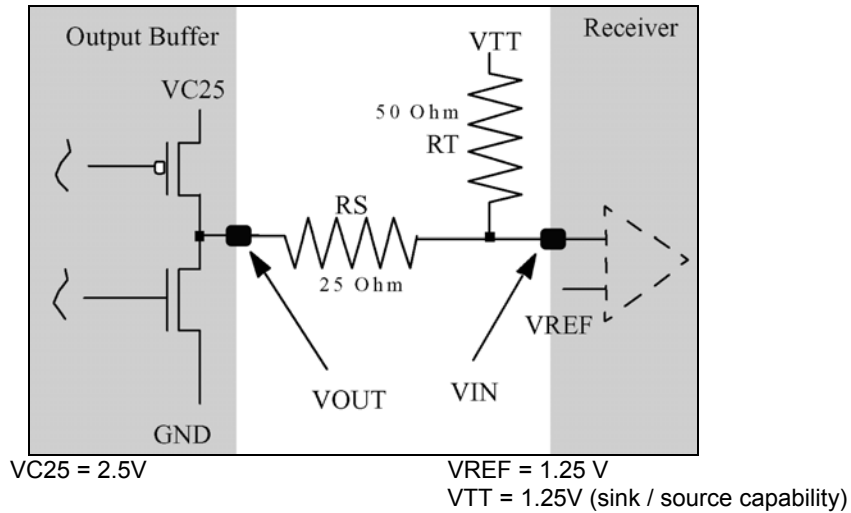 Output Buffer
Receiver
VTT
VC25
50 Ohm
RT
RS
25 Ohm
VREF
VOUT
VIN
GND
VC25 = 2.5V
VREF = 1.25 V
VTT = 1.25V (sink / source capability)